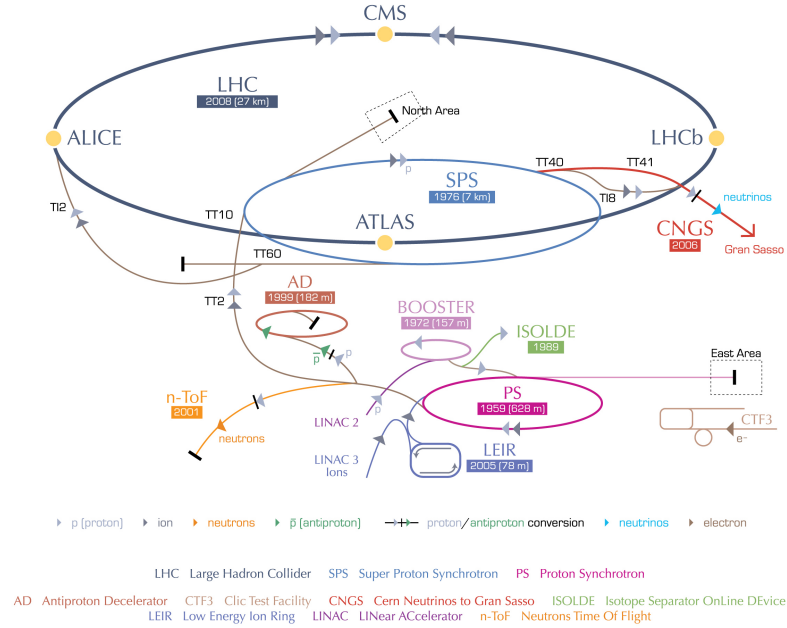 CMS
LHC
2008 (27 km)
North Area
ALICE
LHCb
TT40
TT41
p
SPS
1976 (7 km)
TI8
neutrinos
TI2
TT10
ATLAS
CNGS
2006
Gran Sasso
TT60
AD
1999 (182 m)
TT2
BOOSTER
1972 (157 m)
ISOLDE
1989
p̅
p
East Area
n-ToF
2001
PS
1959 (628 m)
LINAC 2
p
neutrons
CTF3
e-
LINAC 3
Ions
LEIR
2005 (78 m)
p [proton]
ion
neutrons
p̅ [antiproton]
proton/antiproton conversion
neutrinos
electron
LHC Large Hadron Collider SPS Super Proton Synchrotron PS Proton Synchrotron
AD Antiproton Decelerator CTF3 Clic Test Facility CNGS Cern Neutrinos to Gran Sasso ISOLDE Isotope Separator OnLine DEvice
LEIR Low Energy Ion Ring LINAC LINear ACcelerator n-ToF Neutrons Time Of Flight